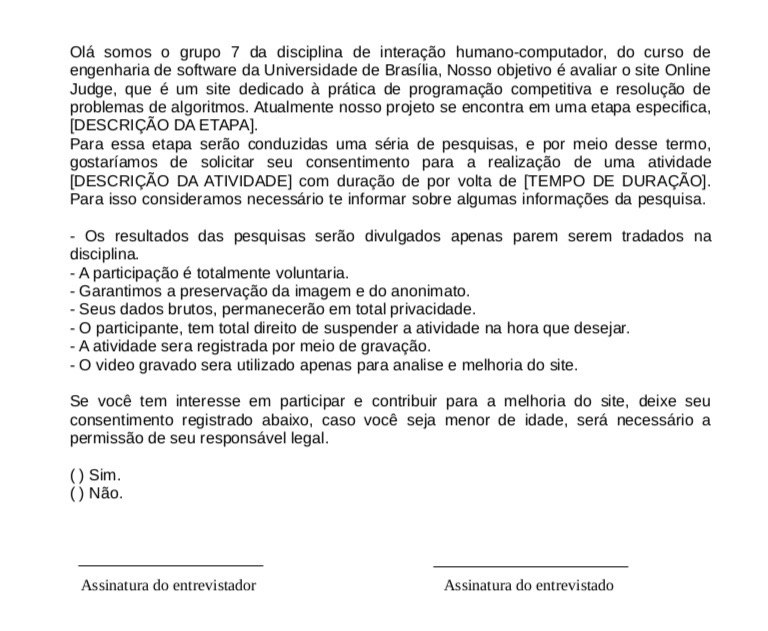 Olá somos o grupo 7 da disciplina de interação humano-computador, do curso de
engenharia de software da Universidade de Brasília, Nosso objetivo é avaliar o site Online
Judge, que é um site dedicado à prática de programação competitiva e resolução de
problemas de algoritmos. Atualmente nosso projeto se encontra em uma etapa especifica,
[DESCRIÇÃO DA ETAPA].
Para essa etapa serão conduzidas uma séria de pesquisas, e por meio desse termo,
gostaríamos de solicitar seu consentimento para a realização de uma atividade
[DESCRIÇÃO DA ATIVIDADE] com duração de por volta de [TEMPO DE DURAÇÃO].
Para isso consideramos necessário te informar sobre algumas informações da pesquisa.
- Os resultados das pesquisas serão divulgados apenas parem serem tradados na
disciplina.
- A participação é totalmente voluntaria.
- Garantimos a preservação da imagem e do anonimato.
- Seus dados brutos, permanecerão em total privacidade.
- O participante, tem total direito de suspender a atividade na hora que desejar.
- A atividade sera registrada por meio de gravação.
- O video gravado sera utilizado apenas para analise e melhoria do site.
Se você tem interesse em participar e contribuir para a melhoria do site, deixe seu
consentimento registrado abaixo, caso você seja menor de idade, será necessário a
permissão de seu responsável legal.
( ) Sim.
( ) Não.
Assinatura do entrevistador
Assinatura do entrevistado